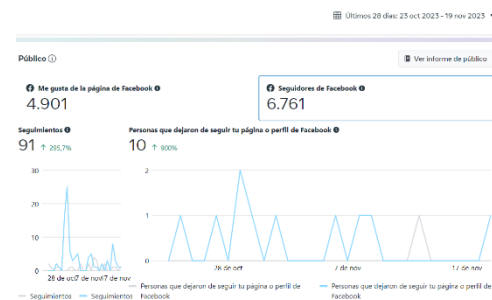 Últimos 28 días: 23 oct 2023 - 19 nov 2023
Público
Ver informe de público
Me gusta de la página de Facebook
4.901
Seguidores de Facebook
6.761
Seguimientos
91 ↑ 295,7%
Personas que dejaron de seguir tu página o perfil de Facebook
10 ↑ 900%
30
20
10
0
28 de oct 7 de nov 17 de nov
Seguimientos Seguimientos
2
1
0
28 de oct 7 de nov 17 de nov
Personas que dejaron de seguir tu página o perfil de Facebook
Personas que dejaron de seguir tu página o perfil de Facebook